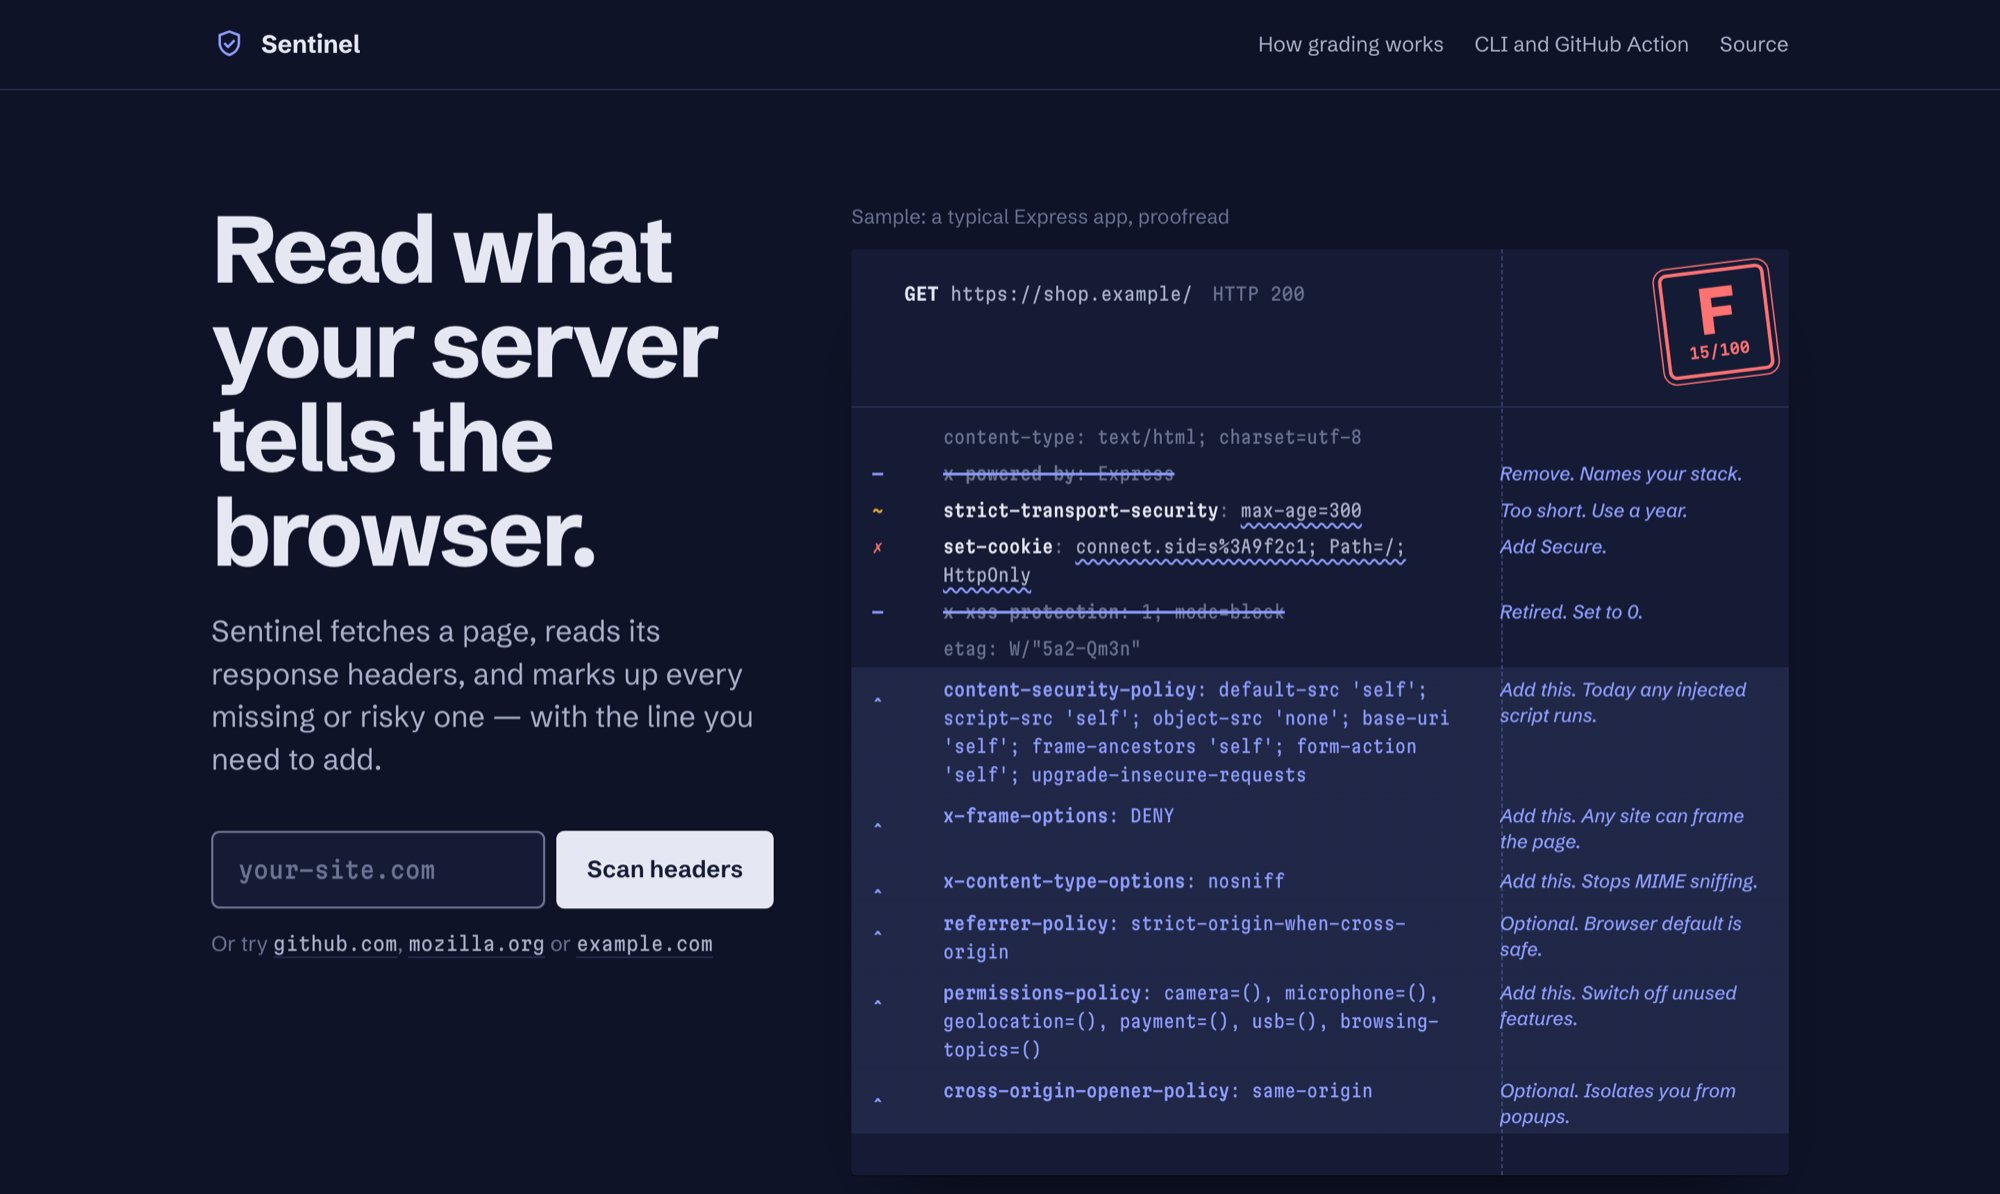 Sentinel
How grading works
CLI and GitHub Action
Source
Read what
your server
tells the
browser.
Sentinel fetches a page, reads its
response headers, and marks up every
missing or risky one — with the line you
need to add.
your-site.com
Scan headers
Or try github.com, mozilla.org or example.com
Sample: a typical Express app, proofread
GET https://shop.example/ HTTP 200
F
15/100
content-type: text/html; charset=utf-8
– x-powered-by: Express Remove. Names your stack.
~ strict-transport-security: max-age=300 Too short. Use a year.
✗ set-cookie: connect.sid=s%3A9f2c1; Path=/; Add Secure.
HttpOnly
– x-xss-protection: 1; mode=block Retired. Set to 0.
etag: W/"5a2-Qm3n"
^ content-security-policy: default-src 'self'; Add this. Today any injected
script-src 'self'; object-src 'none'; base-uri script runs.
'self'; frame-ancestors 'self'; form-action
'self'; upgrade-insecure-requests
^ x-frame-options: DENY Add this. Any site can frame
the page.
^ x-content-type-options: nosniff Add this. Stops MIME sniffing.
^ referrer-policy: strict-origin-when-cross- Optional. Browser default is
origin safe.
^ permissions-policy: camera=(), microphone=(), Add this. Switch off unused
geolocation=(), payment=(), usb=(), browsing- features.
topics=()
^ cross-origin-opener-policy: same-origin Optional. Isolates you from
popups.